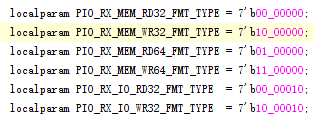 localparam PIO_RX_MEM_RD32_FMT_TYPE = 7'b00_00000;
localparam PIO_RX_MEM_WR32_FMT_TYPE = 7'b10_00000;
localparam PIO_RX_MEM_RD64_FMT_TYPE = 7'b01_00000;
localparam PIO_RX_MEM_WR64_FMT_TYPE = 7'b11_00000;
localparam PIO_RX_IO_RD32_FMT_TYPE  = 7'b00_00010;
localparam PIO_RX_IO_WR32_FMT_TYPE  = 7'b10_00010;